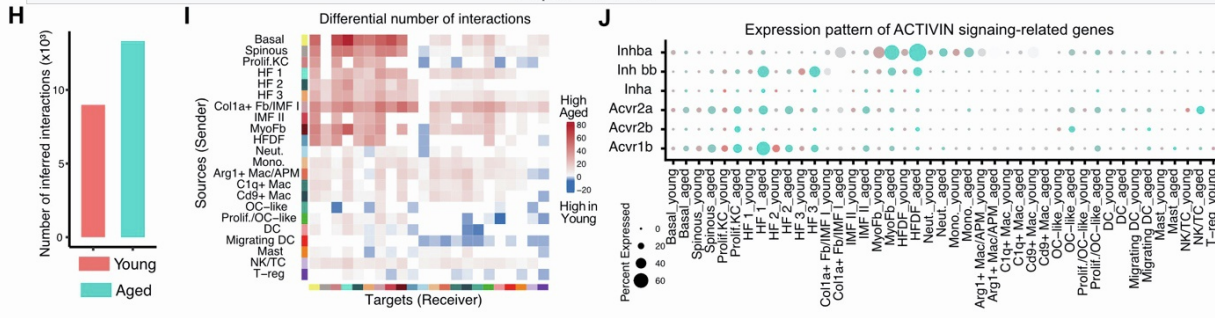 H
Number of inferred interactions (x10³)
10
5
0
Young
Aged
I
Differential number of interactions
Sources (Sender)
Basal
Spinous
Prolif.KC
HF 1
HF 2
HF 3
Col1a+ Fb/IMF I
IMF II
MyoFb
HFDF
Neut.
Mono.
Arg1+ Mac/APM
C1q+ Mac
Cd9+ Mac
OC-like
Prolif./OC-like
DC
Migrating DC
Mast
NK/TC
T-reg
Targets (Receiver)
High
Aged
80
60
40
20
0
−20
High in
Young
J
Expression pattern of ACTIVIN signaing-related genes
Inhba
Inh bb
Inha
Acvr2a
Acvr2b
Acvr1b
Percent Expressed
0
20
40
60
Basal_young
Basal_aged
Spinous_young
Spinous_aged
Prolif.KC_young
Prolif.KC_aged
HF 1_young
HF 1_aged
HF 2_young
HF 2_aged
HF 3_young
HF 3_aged
Col1a+ Fb/IMF I_young
Col1a+ Fb/IMF I_aged
IMF II_young
IMF II_aged
MyoFb_young
MyoFb_aged
HFDF_young
HFDF_aged
Neut._young
Neut._aged
Mono._young
Mono_aged
Arg1+ Mac/APM_young
Arg1+ Mac/APM_aged
C1q+ Mac_young
C1q+ Mac_aged
Cd9+ Mac_young
Cd9+ Mac_aged
OC-like_young
OC-like_aged
Prolif./OC-like_young
Prolif./OC-like_aged
DC_young
DC_aged
Migrating DC_young
Migrating DC_aged
Mast_young
Mast_aged
NK/TC_young
NK/TC_aged
T-reg_young